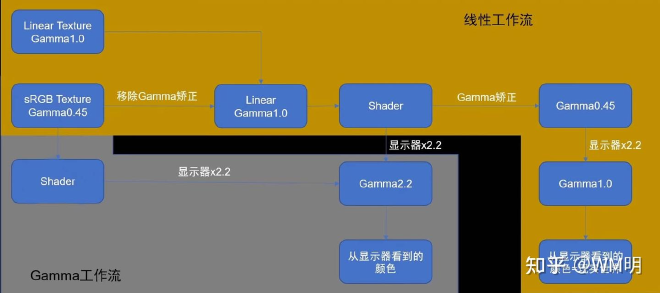 线性工作流
Linear Texture
Gamma1.0
sRGB Texture
Gamma0.45
移除Gamma矫正
Linear
Gamma1.0
Shader
Gamma矫正
Gamma0.45
显示器x2.2
显示器x2.2
Shader
显示器x2.2
Gamma2.2
Gamma1.0
从显示器看到的
颜色
从显示器看到的
颜色
Gamma工作流
知乎 @WM明